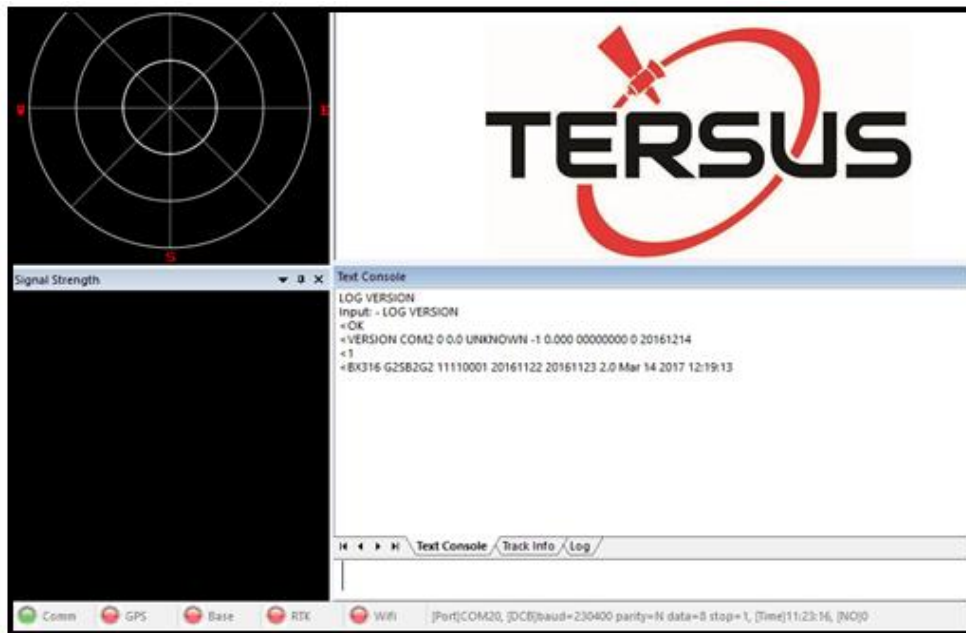 TERSUS
S
Signal Strength
Text Console
LOG VERSION
Input: - LOG VERSION
<OK
<VERSION COM2 0 0.0 UNKNOWN -1 0.000 00000000 0 20161214
<1
<BX316 G2SB2G2 11110001 20161122 20161123 2.0 Mar 14 2017 12:19:13
Text Console Track Info Log
Comm GPS Base RTK Wifi [Port]COM20, [DCB]baud=230400 parity=N data=8 stop=1, [Time]11:23:16, [NO]0